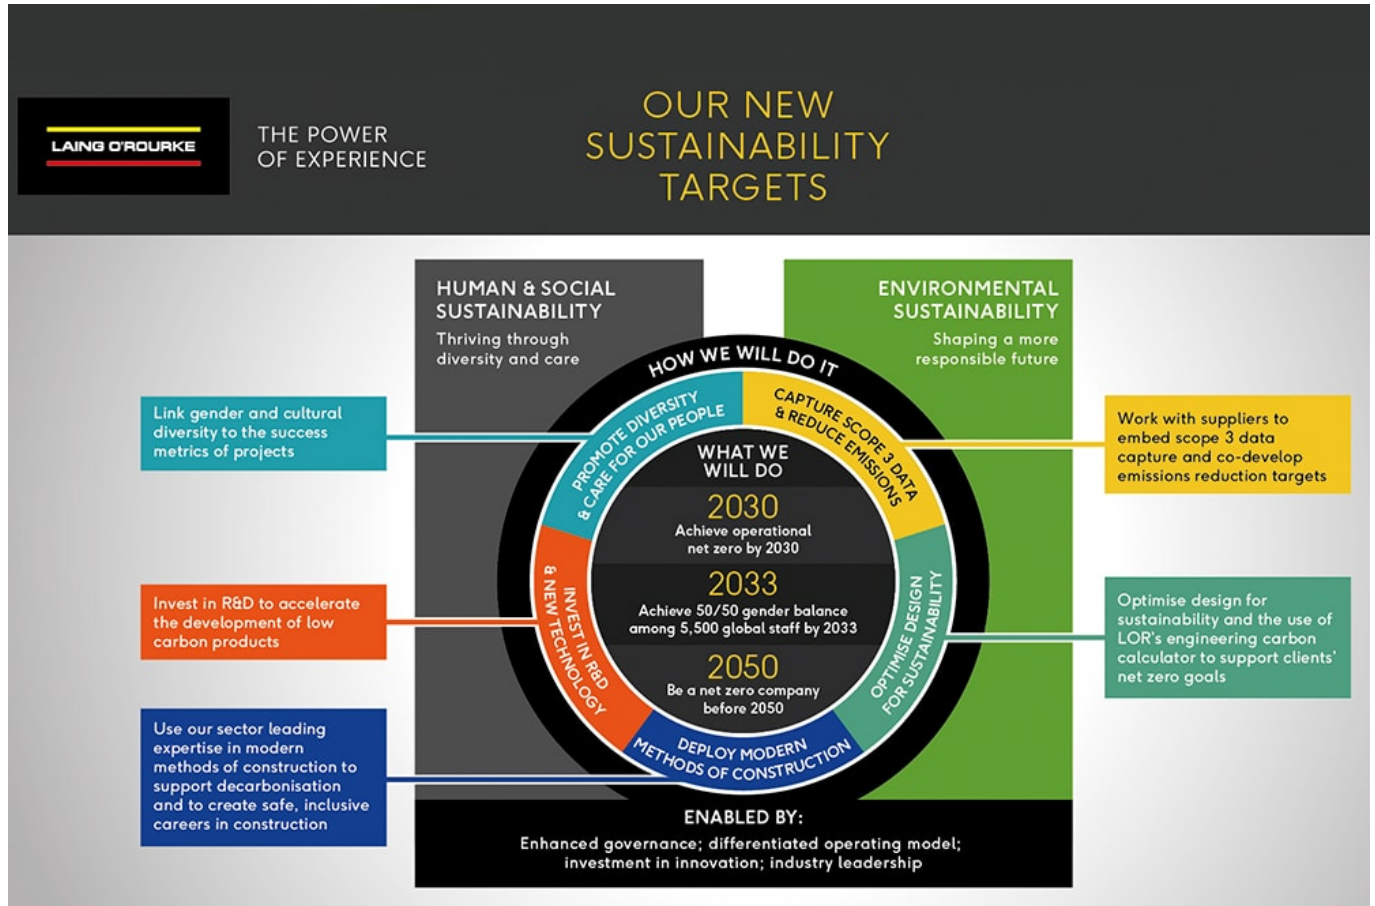 LAING O'ROURKE
THE POWER
OF EXPERIENCE
OUR NEW
SUSTAINABILITY
TARGETS
HUMAN & SOCIAL
SUSTAINABILITY
Thriving through
diversity and care
ENVIRONMENTAL
SUSTAINABILITY
Shaping a more
responsible future
HOW WE WILL DO IT
PROMOTE DIVERSITY
& CARE FOR OUR PEOPLE
CAPTURE SCOPE 3 DATA
& REDUCE EMISSIONS
OPTIMISE DESIGN
FOR SUSTAINABILITY
DEPLOY MODERN
METHODS OF CONSTRUCTION
INVEST IN R&D
& NEW TECHNOLOGY
WHAT WE
WILL DO
2030
Achieve operational
net zero by 2030
2033
Achieve 50/50 gender balance
among 5,500 global staff by 2033
2050
Be a net zero company
before 2050
Link gender and cultural
diversity to the success
metrics of projects
Invest in R&D to accelerate
the development of low
carbon products
Use our sector leading
expertise in modern
methods of construction to
support decarbonisation
and to create safe, inclusive
careers in construction
Work with suppliers to
embed scope 3 data
capture and co-develop
emissions reduction targets
Optimise design for
sustainability and the use of
LOR's engineering carbon
calculator to support clients'
net zero goals
ENABLED BY:
Enhanced governance; differentiated operating model;
investment in innovation; industry leadership